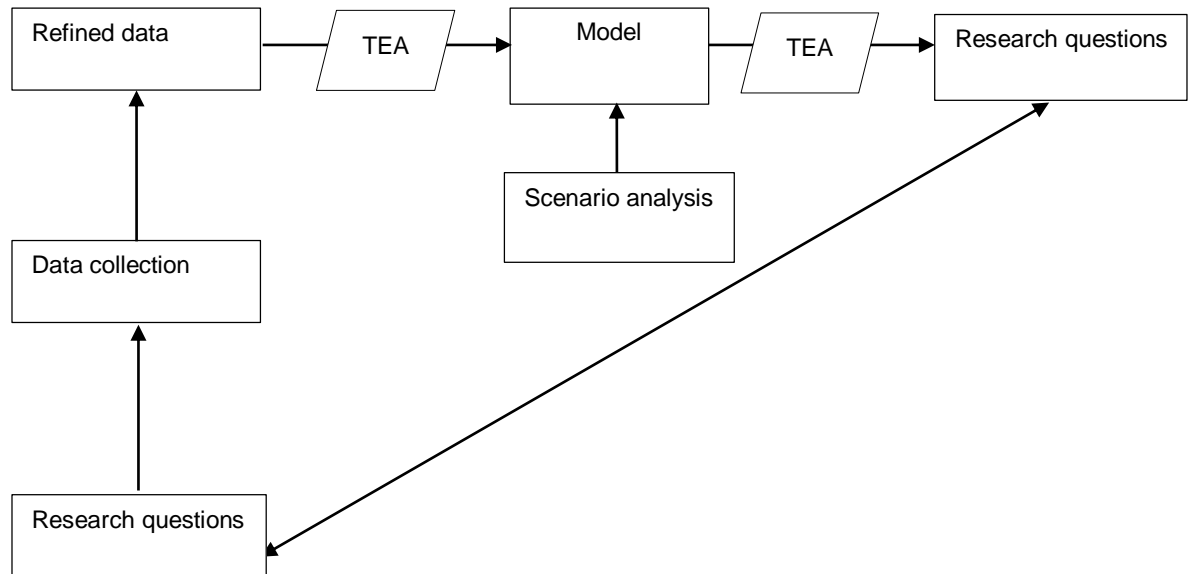 Refined data
TEA
Model
TEA
Research questions
Scenario analysis
Data collection
Research questions